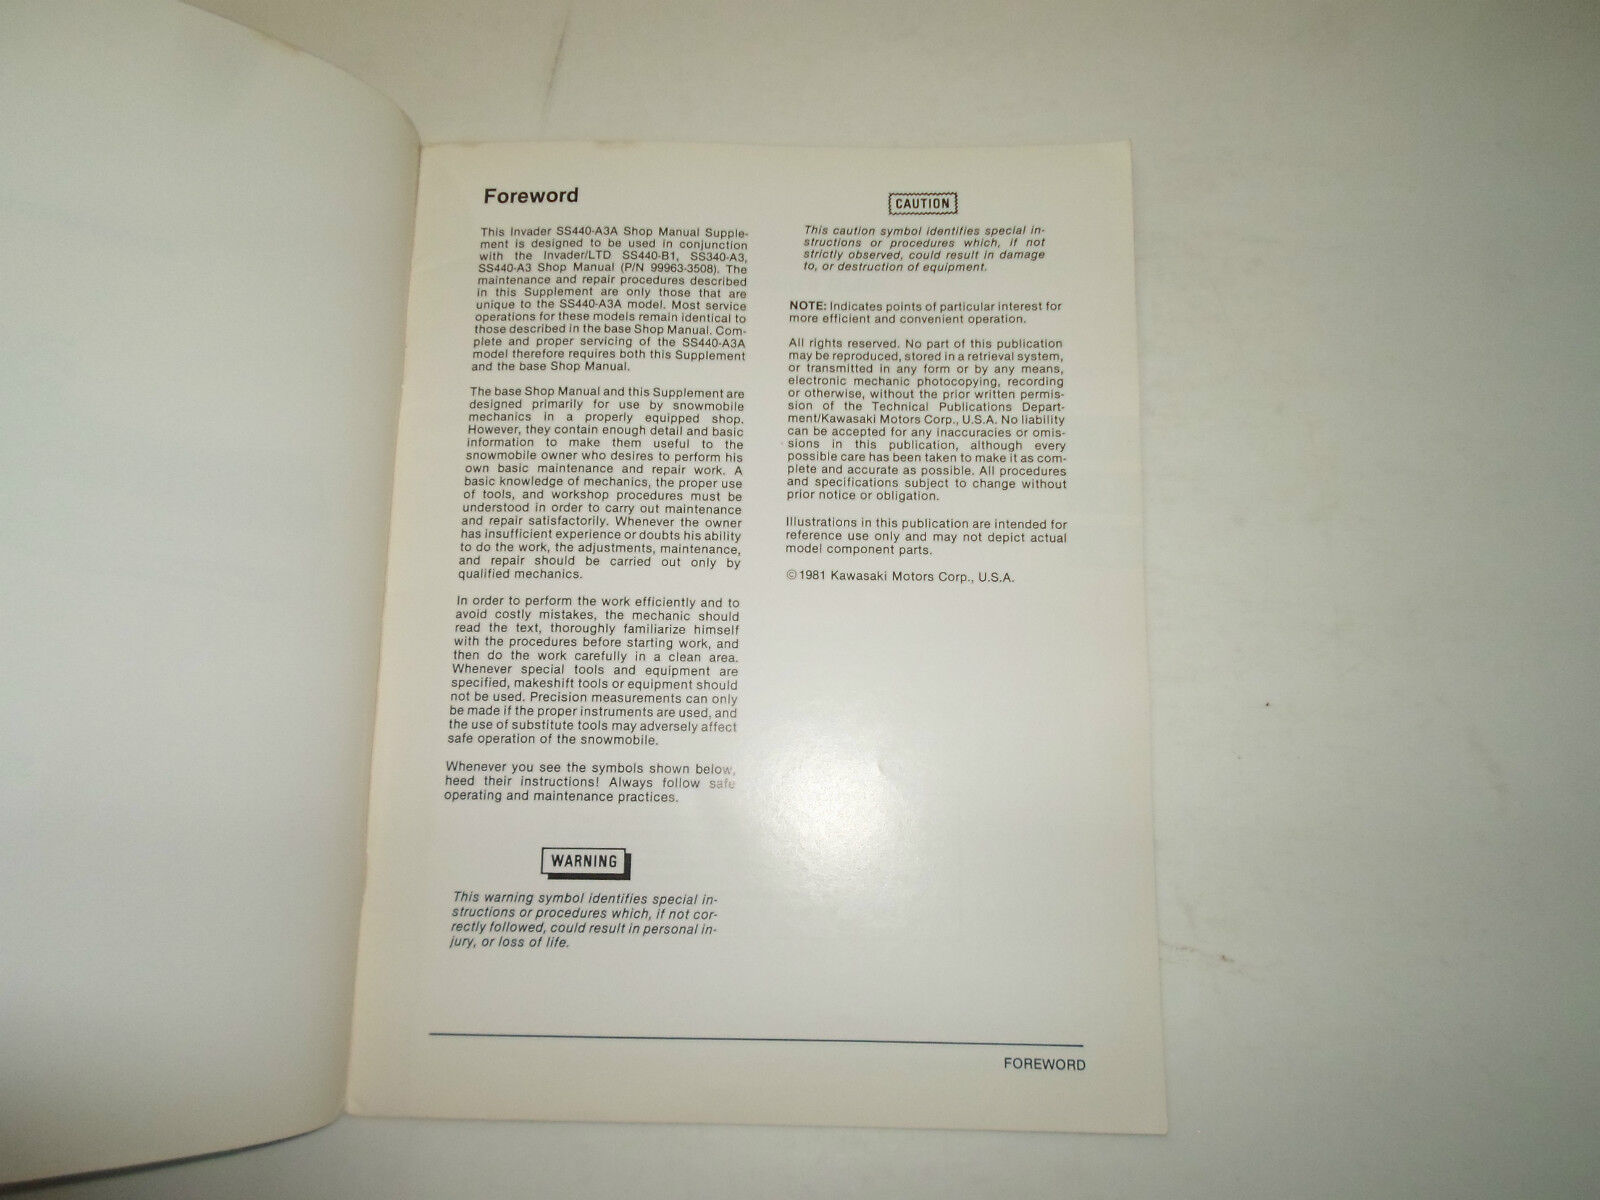 Foreword
This Invader SS440-A3A Shop Manual Supple-
ment is designed to be used in conjunction
with the Invader/LTD SS440-B1, SS340-A3,
SS440-A3 Shop Manual (P/N 99963-3508). The
maintenance and repair procedures described
in this Supplement are only those that are
unique to the SS440-A3A model. Most service
operations for these models remain identical to
those described in the base Shop Manual. Com-
plete and proper servicing of the SS440-A3A
model therefore requires both this Supplement
and the base Shop Manual.
The base Shop Manual and this Supplement are
designed primarily for use by snowmobile
mechanics in a properly equipped shop.
However, they contain enough detail and basic
information to make them useful to the
snowmobile owner who desires to perform his
own basic maintenance and repair work. A
basic knowledge of mechanics, the proper use
of tools, and workshop procedures must be
understood in order to carry out maintenance
and repair satisfactorily. Whenever the owner
has insufficient experience or doubts his ability
to do the work, the adjustments, maintenance,
and repair should be carried out only by
qualified mechanics.
In order to perform the work efficiently and to
avoid costly mistakes, the mechanic should
read the text, thoroughly familiarize himself
with the procedures before starting work, and
then do the work carefully in a clean area.
Whenever special tools and equipment are
specified, makeshift tools or equipment should
not be used. Precision measurements can only
be made if the proper instruments are used, and
the use of substitute tools may adversely affect
safe operation of the snowmobile.
Whenever you see the symbols shown below,
heed their instructions! Always follow safe
operating and maintenance practices.
WARNING
This warning symbol identifies special in-
structions or procedures which, if not cor-
rectly followed, could result in personal in-
jury, or loss of life.
CAUTION
This caution symbol identifies special in-
structions or procedures which, if not
strictly observed, could result in damage
to, or destruction of equipment.
NOTE: Indicates points of particular interest for
more efficient and convenient operation.
All rights reserved. No part of this publication
may be reproduced, stored in a retrieval system,
or transmitted in any form or by any means,
electronic mechanic photocopying, recording
or otherwise, without the prior written permis-
sion of the Technical Publications Depart-
ment/Kawasaki Motors Corp., U.S.A. No liability
can be accepted for any inaccuracies or omis-
sions in this publication, although every
possible care has been taken to make it as com-
plete and accurate as possible. All procedures
and specifications subject to change without
prior notice or obligation.
Illustrations in this publication are intended for
reference use only and may not depict actual
model component parts.
©1981 Kawasaki Motors Corp., U.S.A.
FOREWORD